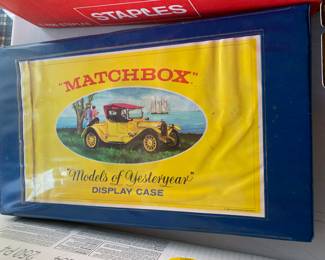 STAPLES
"MATCHBOX"
"Models of Yesteryear"
DISPLAY CASE